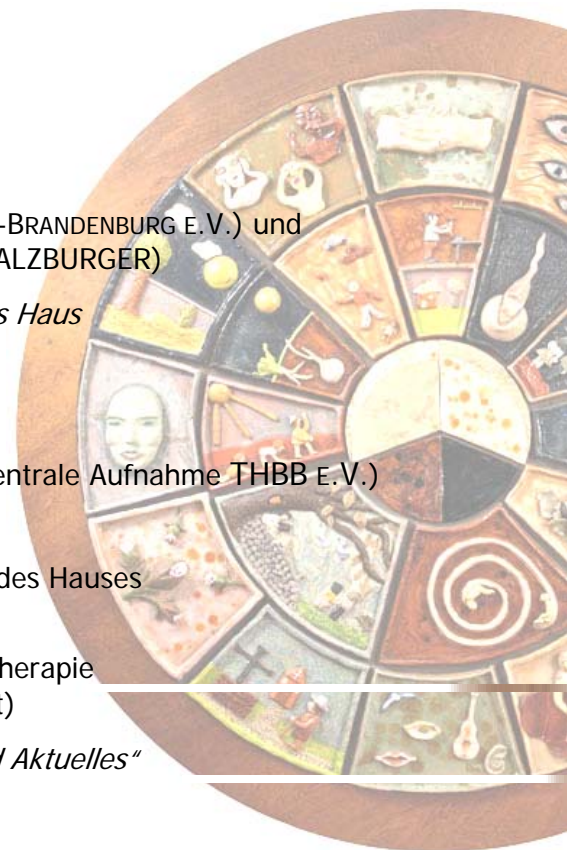 -BRANDENBURG E.V.) und
ALZBURGER)
s Haus
entrale Aufnahme THBB E.V.)
des Hauses
herapie
t)
d Aktuelles“